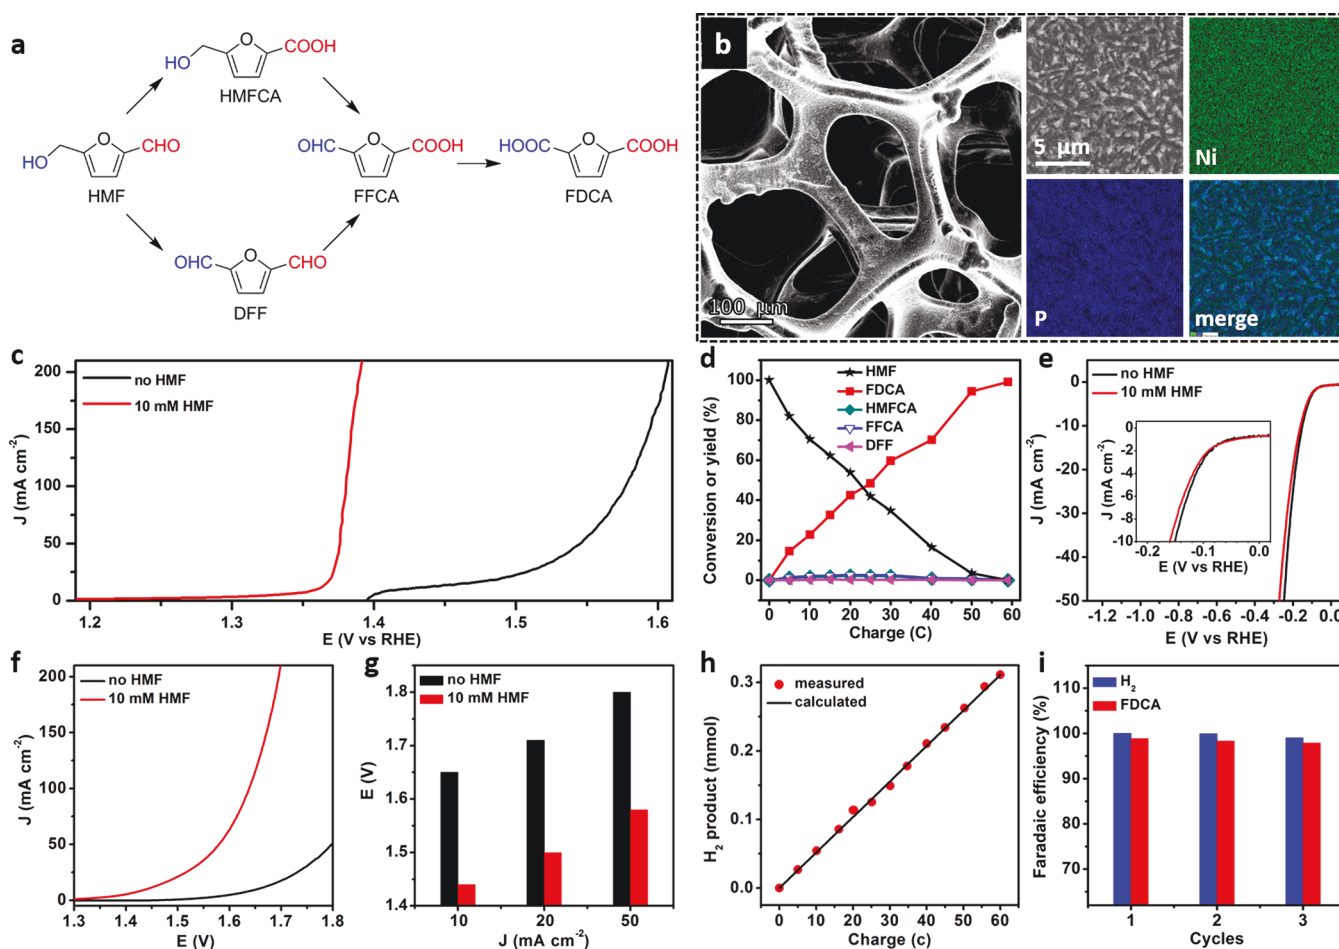 a
HO
O
COOH
HMFCA
HO
O
CHO
HMF
OHC
O
COOH
FFCA
HOOC
O
COOH
FDCA
OHC
O
CHO
DFF
b
100 μm
5 μm
Ni
P
merge
c
no HMF
10 mM HMF
J (mA cm-2)
200
150
100
50
0
1.2 1.3 1.4 1.5 1.6
E (V vs RHE)
d
HMF
FDCA
HMFCA
FFCA
DFF
Conversion or yield (%)
100
80
60
40
20
0
0 10 20 30 40 50 60
Charge (C)
e
no HMF
10 mM HMF
J (mA cm-2)
0
-10
-20
-30
-40
-50
-1.2 -1.0 -0.8 -0.6 -0.4 -0.2 0.0
E (V vs RHE)
J (mA cm-2)
0
-2
-4
-6
-8
-10
-0.2 -0.1 0.0
E (V vs RHE)
f
no HMF
10 mM HMF
J (mA cm-2)
200
150
100
50
0
1.3 1.4 1.5 1.6 1.7 1.8
E (V)
g
no HMF
10 mM HMF
E (V)
1.8
1.7
1.6
1.5
1.4
10 20 50
J (mA cm-2)
h
measured
calculated
H2 product (mmol)
0.3
0.2
0.1
0.0
0 10 20 30 40 50 60
Charge (c)
i
H2
FDCA
Faradaic efficiency (%)
110
100
90
80
70
1 2 3
Cycles